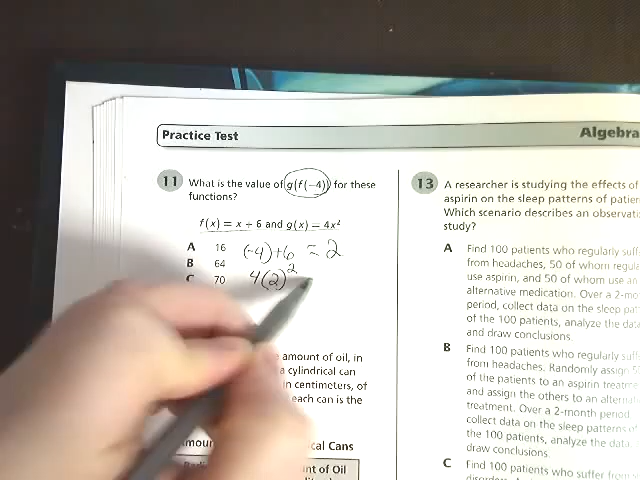 Practice Test
Algebra
11 What is the value of g(f(−4)) for these
functions?
f(x) = x + 6 and g(x) = 4x²
A 16 (-4)+6 = 2
B 64
C 70 4(2)²
amount of oil, in
a cylindrical can
in centimeters, of
each can is the
cal Cans
nt of Oil
13 A researcher is studying the effects of
aspirin on the sleep patterns of
Which scenario describes an
study?
A Find 100 patients who regularly
from headaches, 50 of whom
use aspirin, and 50 of whom use an
alternative medication. Over a
period, collect data on the sleep
of the 100 patients, analyze the
and draw conclusions.
B Find 100 patients who regularly
from headaches. Randomly assign
of the patients to an aspirin
and assign the others to an
treatment. Over a 2-month period
collect data on the sleep patterns of
the 100 patients, analyze the data,
draw conclusions.
C Find 100 patients who suffer from